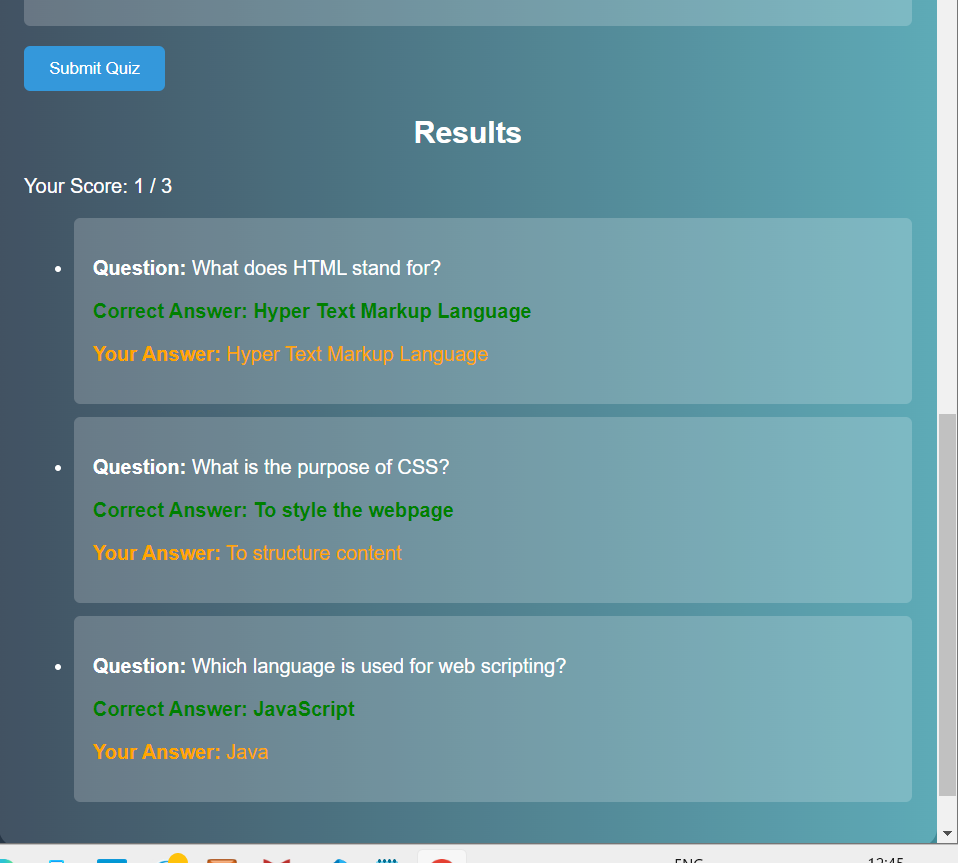 Submit Quiz
Results
Your Score: 1 / 3
Question: What does HTML stand for?
Correct Answer: Hyper Text Markup Language
Your Answer: Hyper Text Markup Language
Question: What is the purpose of CSS?
Correct Answer: To style the webpage
Your Answer: To structure content
Question: Which language is used for web scripting?
Correct Answer: JavaScript
Your Answer: Java
ENG 12:45